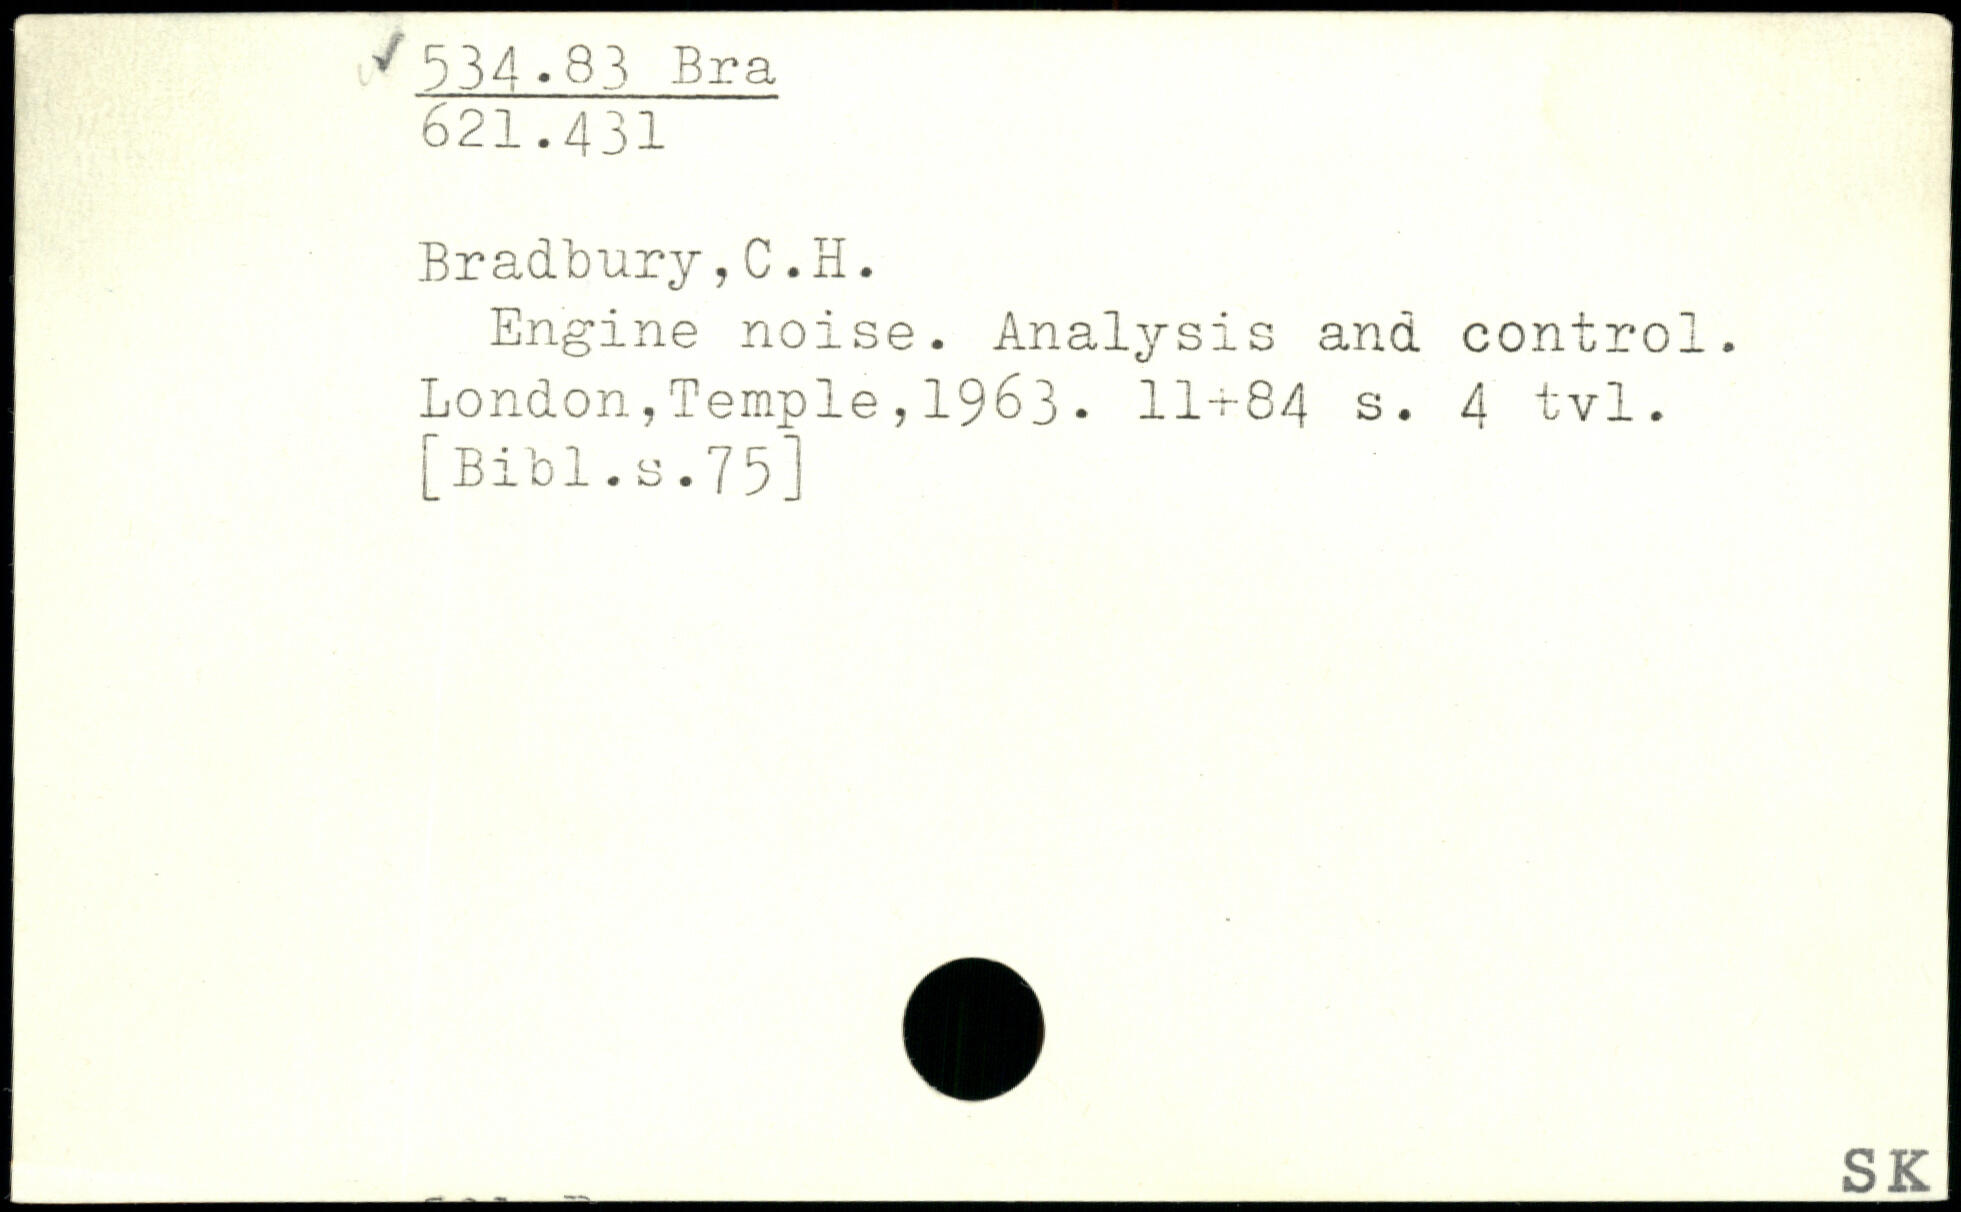 534.83 Bra
621.431
Bradbury,C.H.
Engine noise. Analysis and control.
London,Temple,1963. 11+84 s. 4 tvl.
[Bibl.s.75]
SK